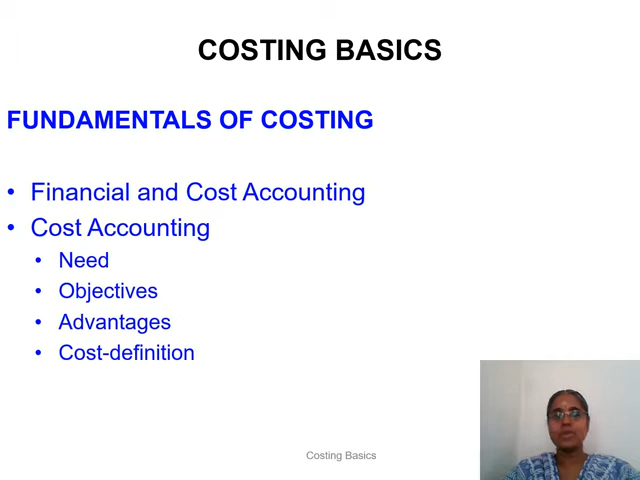 COSTING BASICS
FUNDAMENTALS OF COSTING
• Financial and Cost Accounting
• Cost Accounting
• Need
• Objectives
• Advantages
• Cost-definition
Costing Basics